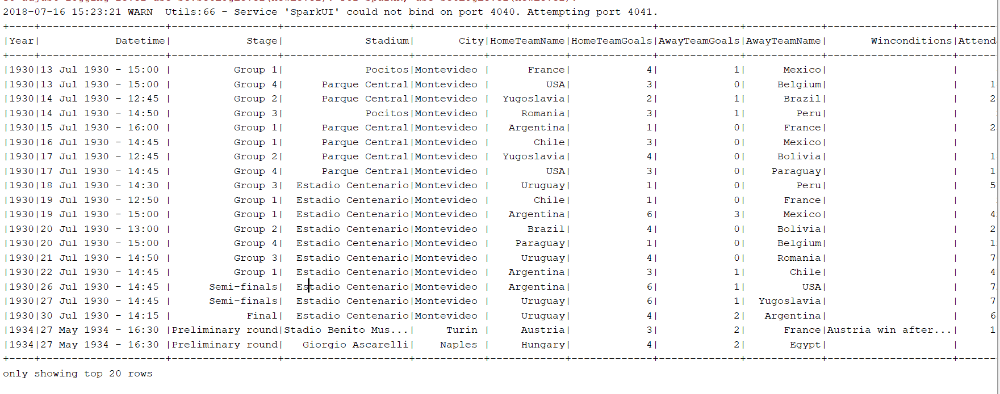 2018-07-16 15:23:21 WARN  Utils:66 - Service 'SparkUI' could not bind on port 4040. Attempting port 4041.
+----+--------------------+-----------------+--------------------+-----------+------------+-------------+-------------+------------+--------------------+------
|Year|            Datetime|            Stage|             Stadium|       City|HomeTeamName|HomeTeamGoals|AwayTeamGoals|AwayTeamName|       Winconditions|Attend
+----+--------------------+-----------------+--------------------+-----------+------------+-------------+-------------+------------+--------------------+------
|1930|13 Jul 1930 - 15:00 |          Group 1|             Pocitos|Montevideo |      France|            4|            1|      Mexico|                    |
|1930|13 Jul 1930 - 15:00 |          Group 4|      Parque Central|Montevideo |         USA|            3|            0|     Belgium|                    |     1
|1930|14 Jul 1930 - 12:45 |          Group 2|      Parque Central|Montevideo |  Yugoslavia|            2|            1|      Brazil|                    |     2
|1930|14 Jul 1930 - 14:50 |          Group 3|             Pocitos|Montevideo |     Romania|            3|            1|        Peru|                    |
|1930|15 Jul 1930 - 16:00 |          Group 1|      Parque Central|Montevideo |   Argentina|            1|            0|      France|                    |     2
|1930|16 Jul 1930 - 14:45 |          Group 1|      Parque Central|Montevideo |       Chile|            3|            0|      Mexico|                    |
|1930|17 Jul 1930 - 12:45 |          Group 2|      Parque Central|Montevideo |  Yugoslavia|            4|            0|     Bolivia|                    |     1
|1930|17 Jul 1930 - 14:45 |          Group 4|      Parque Central|Montevideo |         USA|            3|            0|    Paraguay|                    |     1
|1930|18 Jul 1930 - 14:30 |          Group 3|  Estadio Centenario|Montevideo |     Uruguay|            1|            0|        Peru|                    |     5
|1930|19 Jul 1930 - 12:50 |          Group 1|  Estadio Centenario|Montevideo |       Chile|            1|            0|      France|                    |
|1930|19 Jul 1930 - 15:00 |          Group 1|  Estadio Centenario|Montevideo |   Argentina|            6|            3|      Mexico|                    |     4
|1930|20 Jul 1930 - 13:00 |          Group 2|  Estadio Centenario|Montevideo |      Brazil|            4|            0|     Bolivia|                    |     2
|1930|20 Jul 1930 - 15:00 |          Group 4|  Estadio Centenario|Montevideo |    Paraguay|            1|            0|     Belgium|                    |     1
|1930|21 Jul 1930 - 14:50 |          Group 3|  Estadio Centenario|Montevideo |     Uruguay|            4|            0|     Romania|                    |     7
|1930|22 Jul 1930 - 14:45 |          Group 1|  Estadio Centenario|Montevideo |   Argentina|            3|            1|       Chile|                    |     4
|1930|26 Jul 1930 - 14:45 |      Semi-finals|  Estadio Centenario|Montevideo |   Argentina|            6|            1|         USA|                    |     7
|1930|27 Jul 1930 - 14:45 |      Semi-finals|  Estadio Centenario|Montevideo |     Uruguay|            6|            1|  Yugoslavia|                    |     7
|1930|30 Jul 1930 - 14:15 |            Final|  Estadio Centenario|Montevideo |     Uruguay|            4|            2|   Argentina|                    |     6
|1934|27 May 1934 - 16:30 |Preliminary round|Stadio Benito Mus...|     Turin |     Austria|            3|            2|      France|Austria win after...|     1
|1934|27 May 1934 - 16:30 |Preliminary round|   Giorgio Ascarelli|    Naples |     Hungary|            4|            2|       Egypt|                    |
+----+--------------------+-----------------+--------------------+-----------+------------+-------------+-------------+------------+--------------------+------
only showing top 20 rows